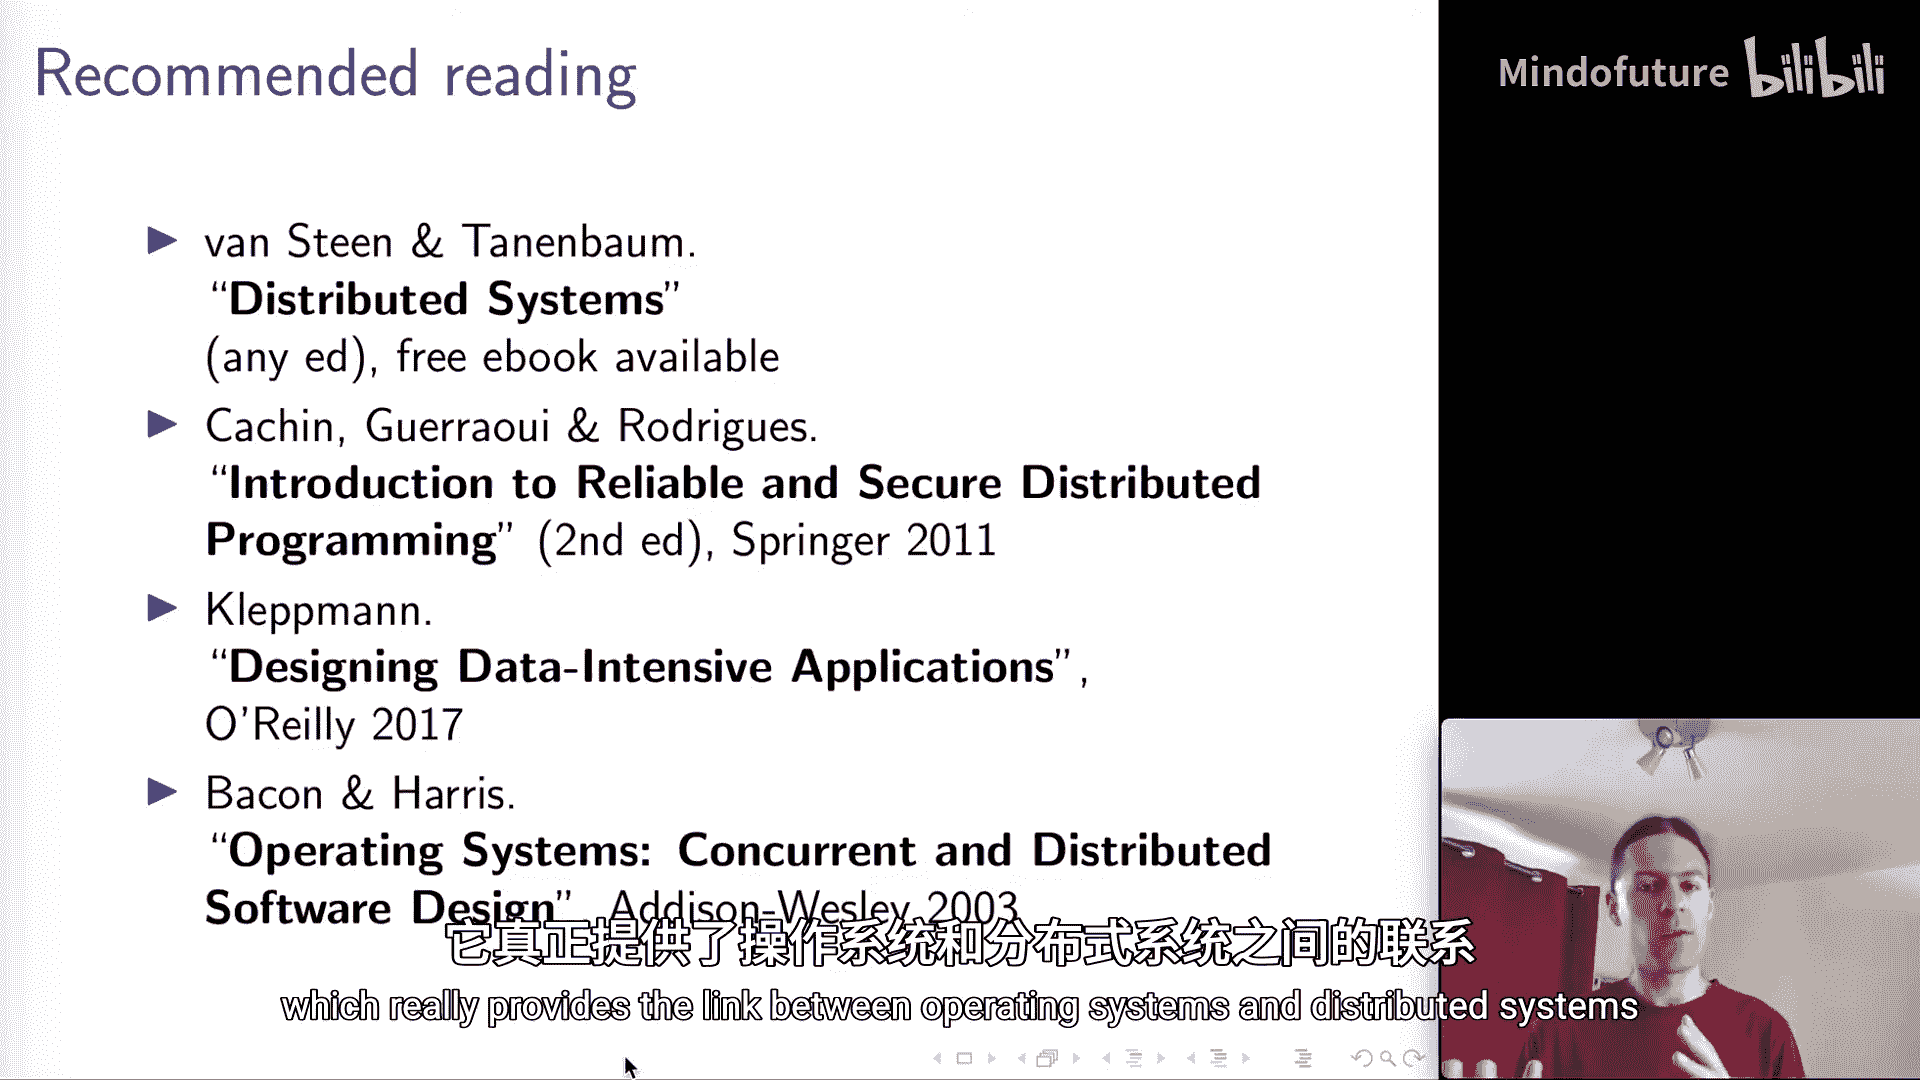 Recommended reading
Mindofuture bilibili
▶ van Steen & Tanenbaum.
“Distributed Systems”
(any ed), free ebook available
▶ Cachin, Guerraoui & Rodrigues.
“Introduction to Reliable and Secure Distributed
Programming” (2nd ed), Springer 2011
▶ Kleppmann.
“Designing Data-Intensive Applications”,
O’Reilly 2017
▶ Bacon & Harris.
“Operating Systems: Concurrent and Distributed
Software Design”, Addison-Wesley 2003
它真正提供了操作系统和分布式系统之间的联系
which really provides the link between operating systems and distributed systems